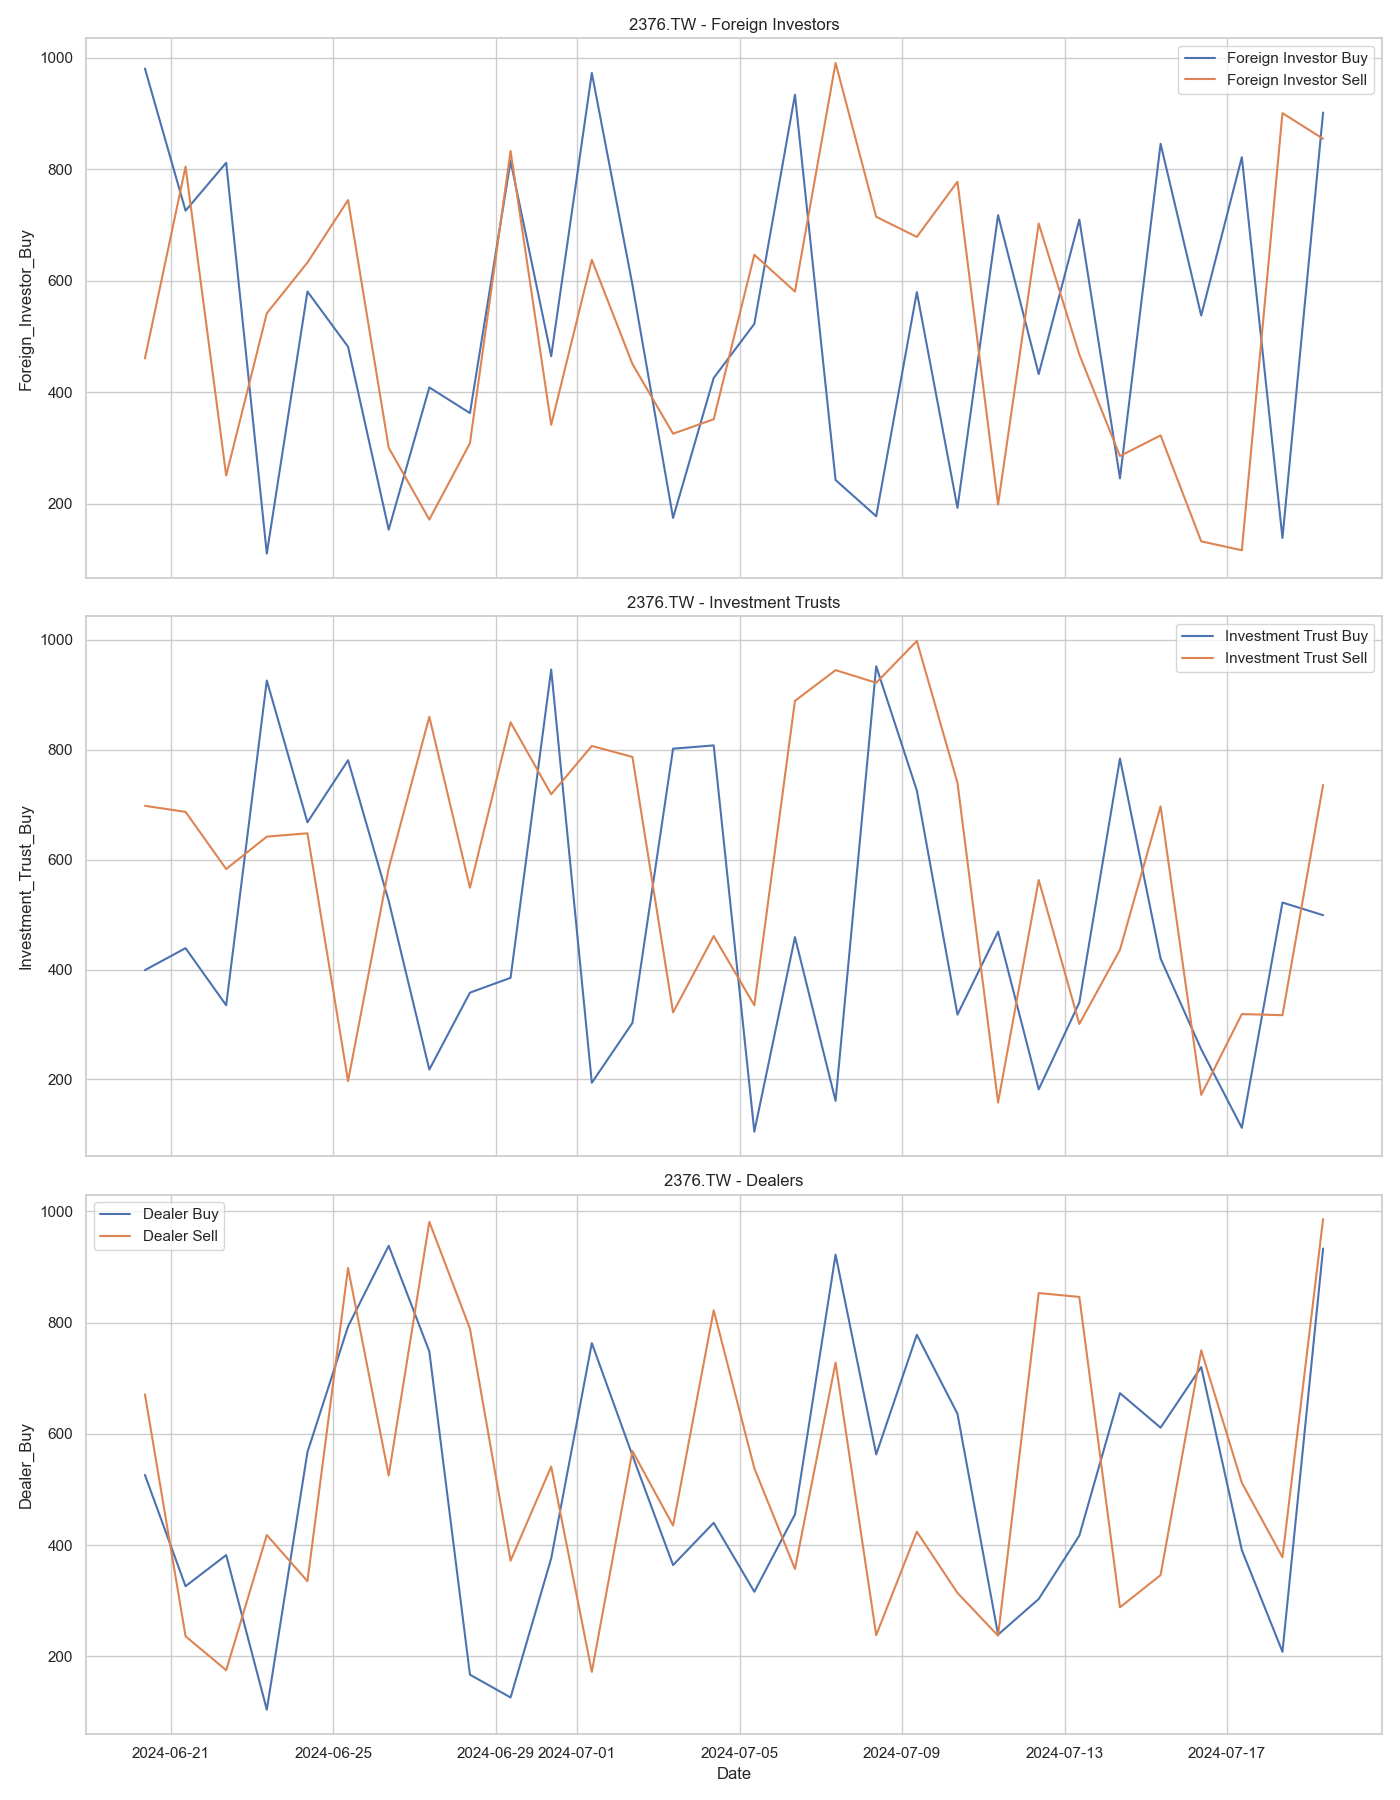 2376.TW - Foreign Investors
Foreign Investor Buy
Foreign Investor Sell
Foreign_Investor_Buy
1000
800
600
400
200
2376.TW - Investment Trusts
Investment Trust Buy
Investment Trust Sell
Investment_Trust_Buy
1000
800
600
400
200
2376.TW - Dealers
Dealer Buy
Dealer Sell
Dealer_Buy
1000
800
600
400
200
2024-06-21 2024-06-25 2024-06-29 2024-07-01 2024-07-05 2024-07-09 2024-07-13 2024-07-17
Date